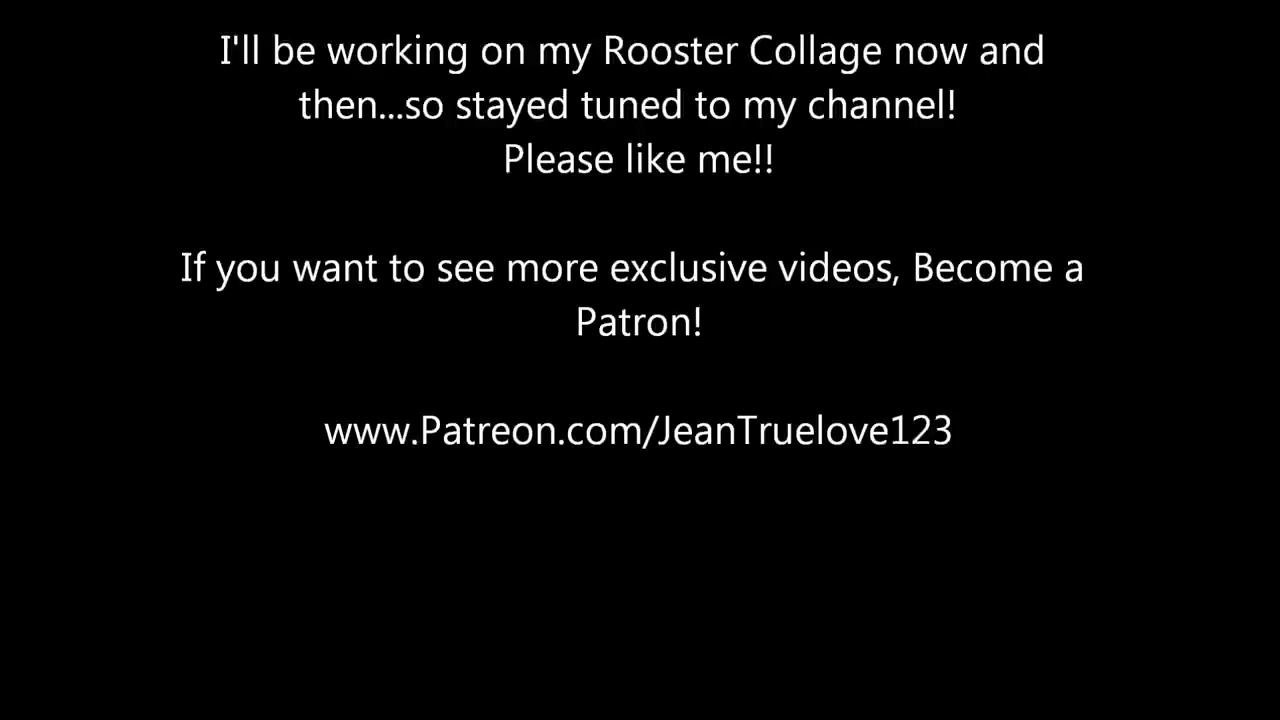 I'll be working on my Rooster Collage now and
then...so stayed tuned to my channel!
Please like me!!
If you want to see more exclusive videos, Become a
Patron!
www.Patreon.com/JeanTruelove123